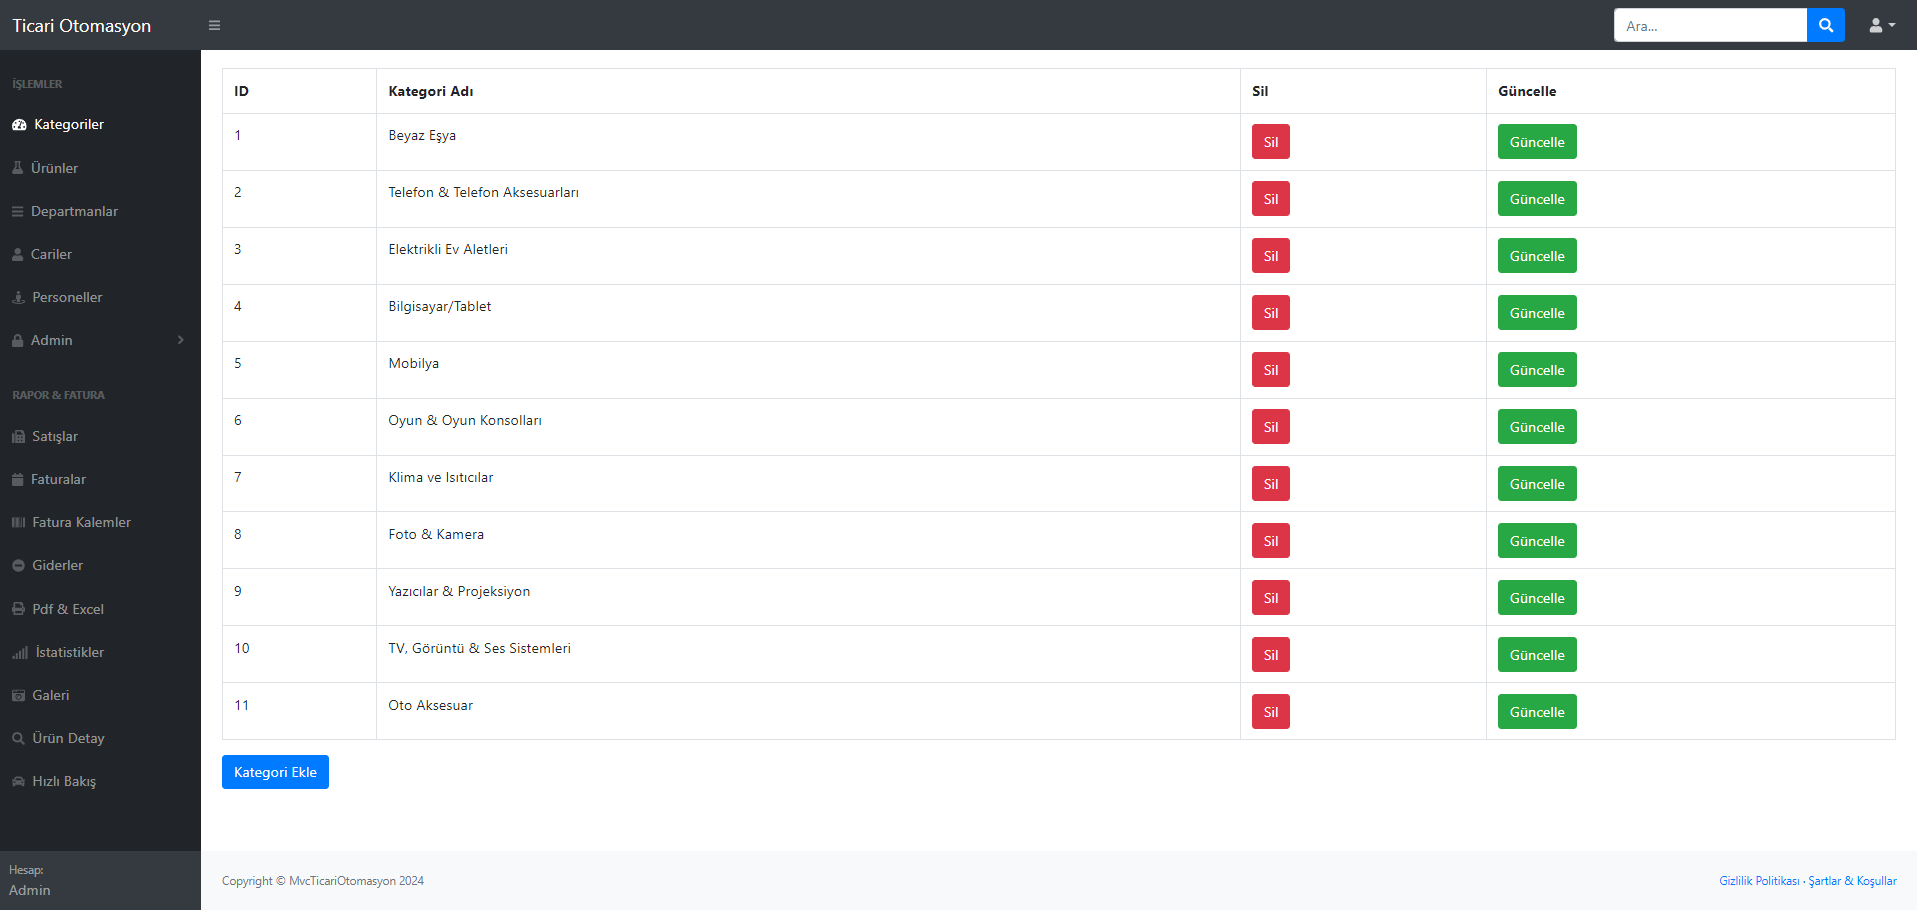 Ticari Otomasyon
Ara...
İŞLEMLER
Kategoriler
Ürünler
Departmanlar
Cariler
Personeller
Admin
RAPOR & FATURA
Satışlar
Faturalar
Fatura Kalemler
Giderler
Pdf & Excel
İstatistikler
Galeri
Ürün Detay
Hızlı Bakış
Hesap:
Admin
ID Kategori Adı Sil Güncelle
1 Beyaz Eşya Sil Güncelle
2 Telefon & Telefon Aksesuarları Sil Güncelle
3 Elektrikli Ev Aletleri Sil Güncelle
4 Bilgisayar/Tablet Sil Güncelle
5 Mobilya Sil Güncelle
6 Oyun & Oyun Konsolları Sil Güncelle
7 Klima ve Isıtıcılar Sil Güncelle
8 Foto & Kamera Sil Güncelle
9 Yazıcılar & Projeksiyon Sil Güncelle
10 TV, Görüntü & Ses Sistemleri Sil Güncelle
11 Oto Aksesuar Sil Güncelle
Kategori Ekle
Copyright © MvcTicariOtomasyon 2024
Gizlilik Politikası · Şartlar & Koşullar